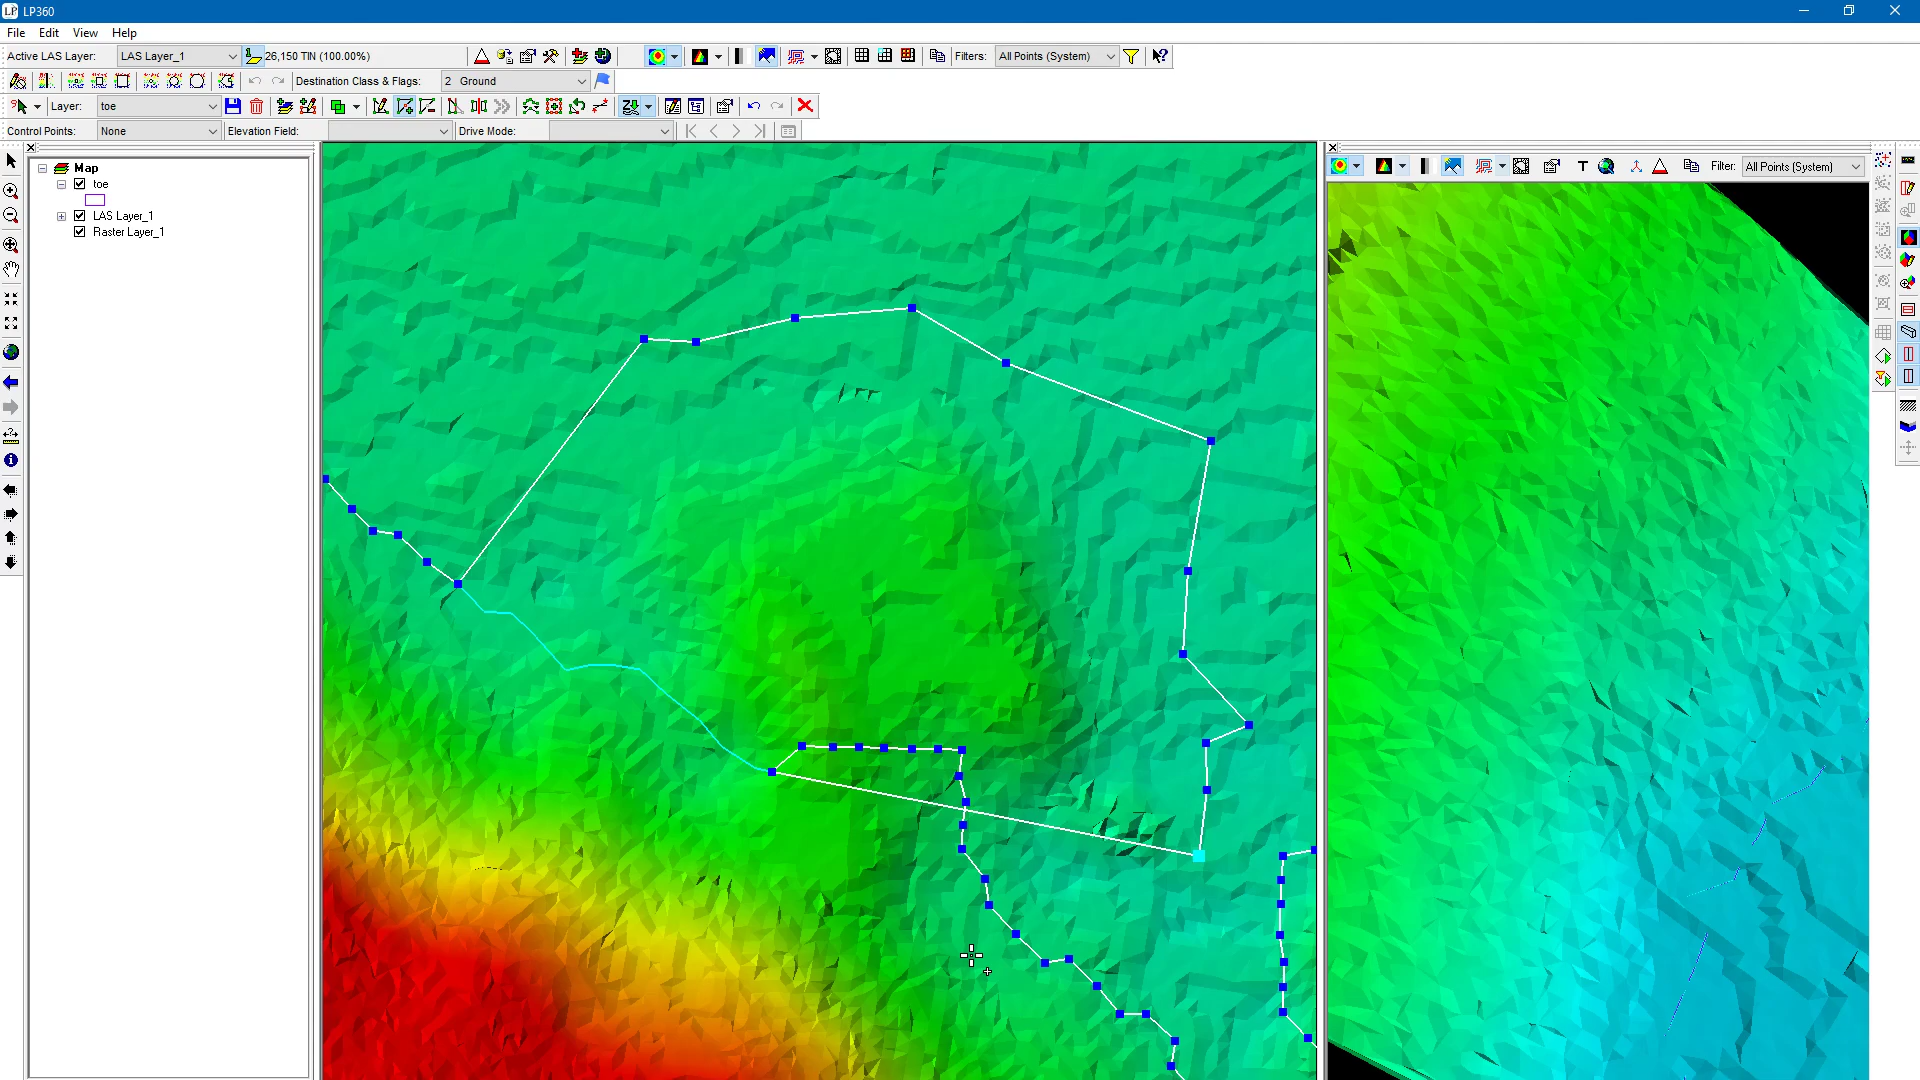 LP360
File Edit View Help
Active LAS Layer: LAS Layer_1 26,150 TIN (100.00%) Filters: All Points (System)
Destination Class & Flags: 2 Ground
Layer: toe
Control Points: None Elevation Field: Drive Mode:
Map
toe
LAS Layer_1
Raster Layer_1
Filter: All Points (System)